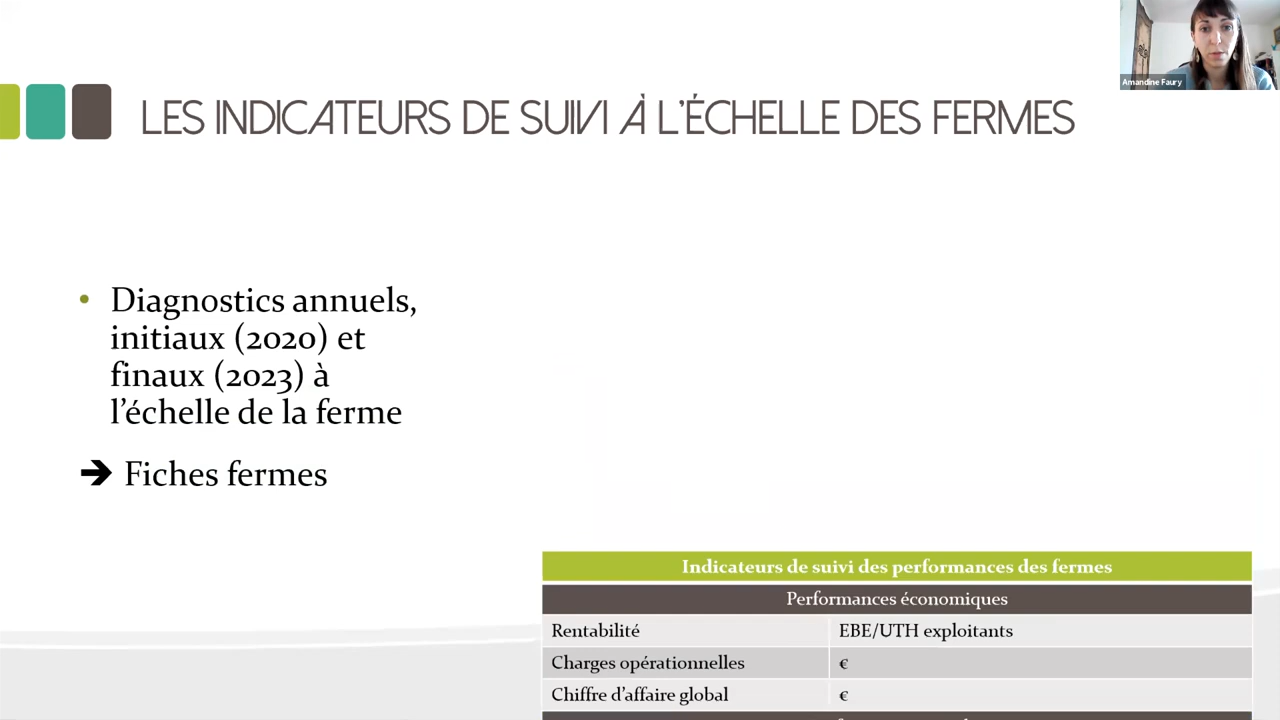 Amandine Faury
LES INDICATEURS DE SUIVI À L'ÉCHELLE DES FERMES
• Diagnostics annuels,
initiaux (2020) et
finaux (2023) à
l'échelle de la ferme
➔ Fiches fermes
Indicateurs de suivi des performances des fermes
Performances économiques
Rentabilité EBE/UTH exploitants
Charges opérationnelles €
Chiffre d'affaire global €